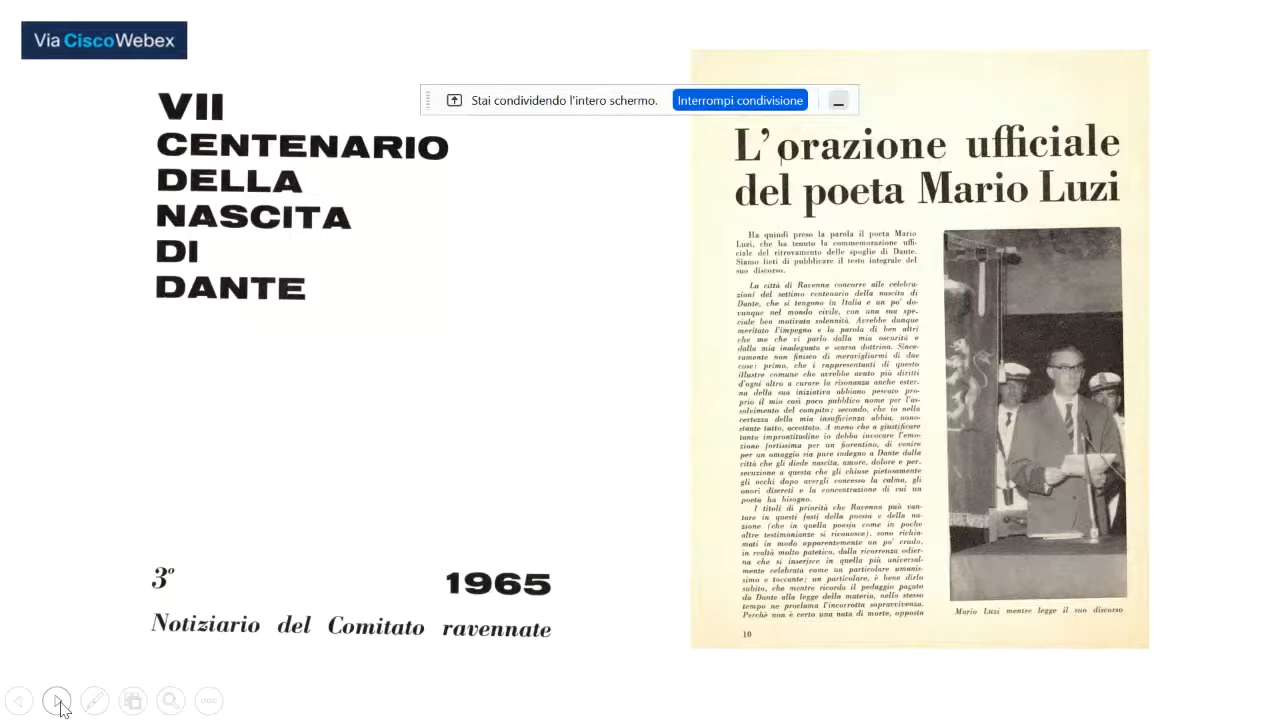 Via CiscoWebex
Stai condividendo l'intero schermo.
Interrompi condivisione
VII
CENTENARIO
DELLA
NASCITA
DI
DANTE
3º
1965
Notiziario del Comitato ravennate
L'orazione ufficiale
del poeta Mario Luzi
Ha quindi preso la parola il poeta Mario
Luzi, che ha tenuto la commemorazione uffi-
ciale del ritrovamento delle spoglie di Dante.
Siamo lieti di pubblicare il testo integrale del
suo discorso.
La città di Ravenna concorre alle celebra-
zioni del settimo centenario della nascita di
Dante, che si tengono in Italia e un po' do-
vunque nel mondo civile, con una sua spe-
ciale ben motivata solennità. Avrebbe dunque
meritato l'impegno e la parola di ben altri
che me che vi parlo dalla mia oscurità e
dalla mia inadeguata e scarsa dottrina. Since-
ramente non finisco di meravigliarmi di due
cose: primo, che i rappresentanti di questo
illustre comune che avrebbe avuto più diritti
d'ogni altro a curare la risonanza anche ester-
na della sua iniziativa abbiano pescato pro-
prio il mio così poco pubblico nome per l'as-
solvimento del compito; secondo, che io nella
certezza della mia insufficienza abbia, nono-
stante tutto, accettato. A meno che a giustificare
tanto improntitudine io debba invocare l'emo-
zione fortissima per un fiorentino, di venire
per un omaggio sia pure indegno a Dante dalla
città che gli diede nascita, amore, dolore e per-
secuzione a questa che gli chiuse pietosamente
gli occhi dopo avergli concesso la calma, gli
onori discreti e la concentrazione di cui un
poeta ha bisogno.
I titoli di priorità che Ravenna può van-
tare in questi fasti della poesia e della na-
zione (che in quella poesia come in poche
altre testimonianze si riconosce), sono richia-
mati in modo apparentemente un po' crudo,
in realtà molto patetico, dalla ricorrenza odier-
na che si inserisce in quella più universal-
mente celebrata come un particolare umanis-
simo e toccante; un particolare, è bene dirlo
subito, che mentre ricorda il pedaggio pagato
da Dante alla legge della materia, nello stesso
tempo ne proclama l'incorrotta sopravvivenza.
Perchè non è certo una nota di morte, opposta
Mario Luzi mentre legge il suo discorso
10